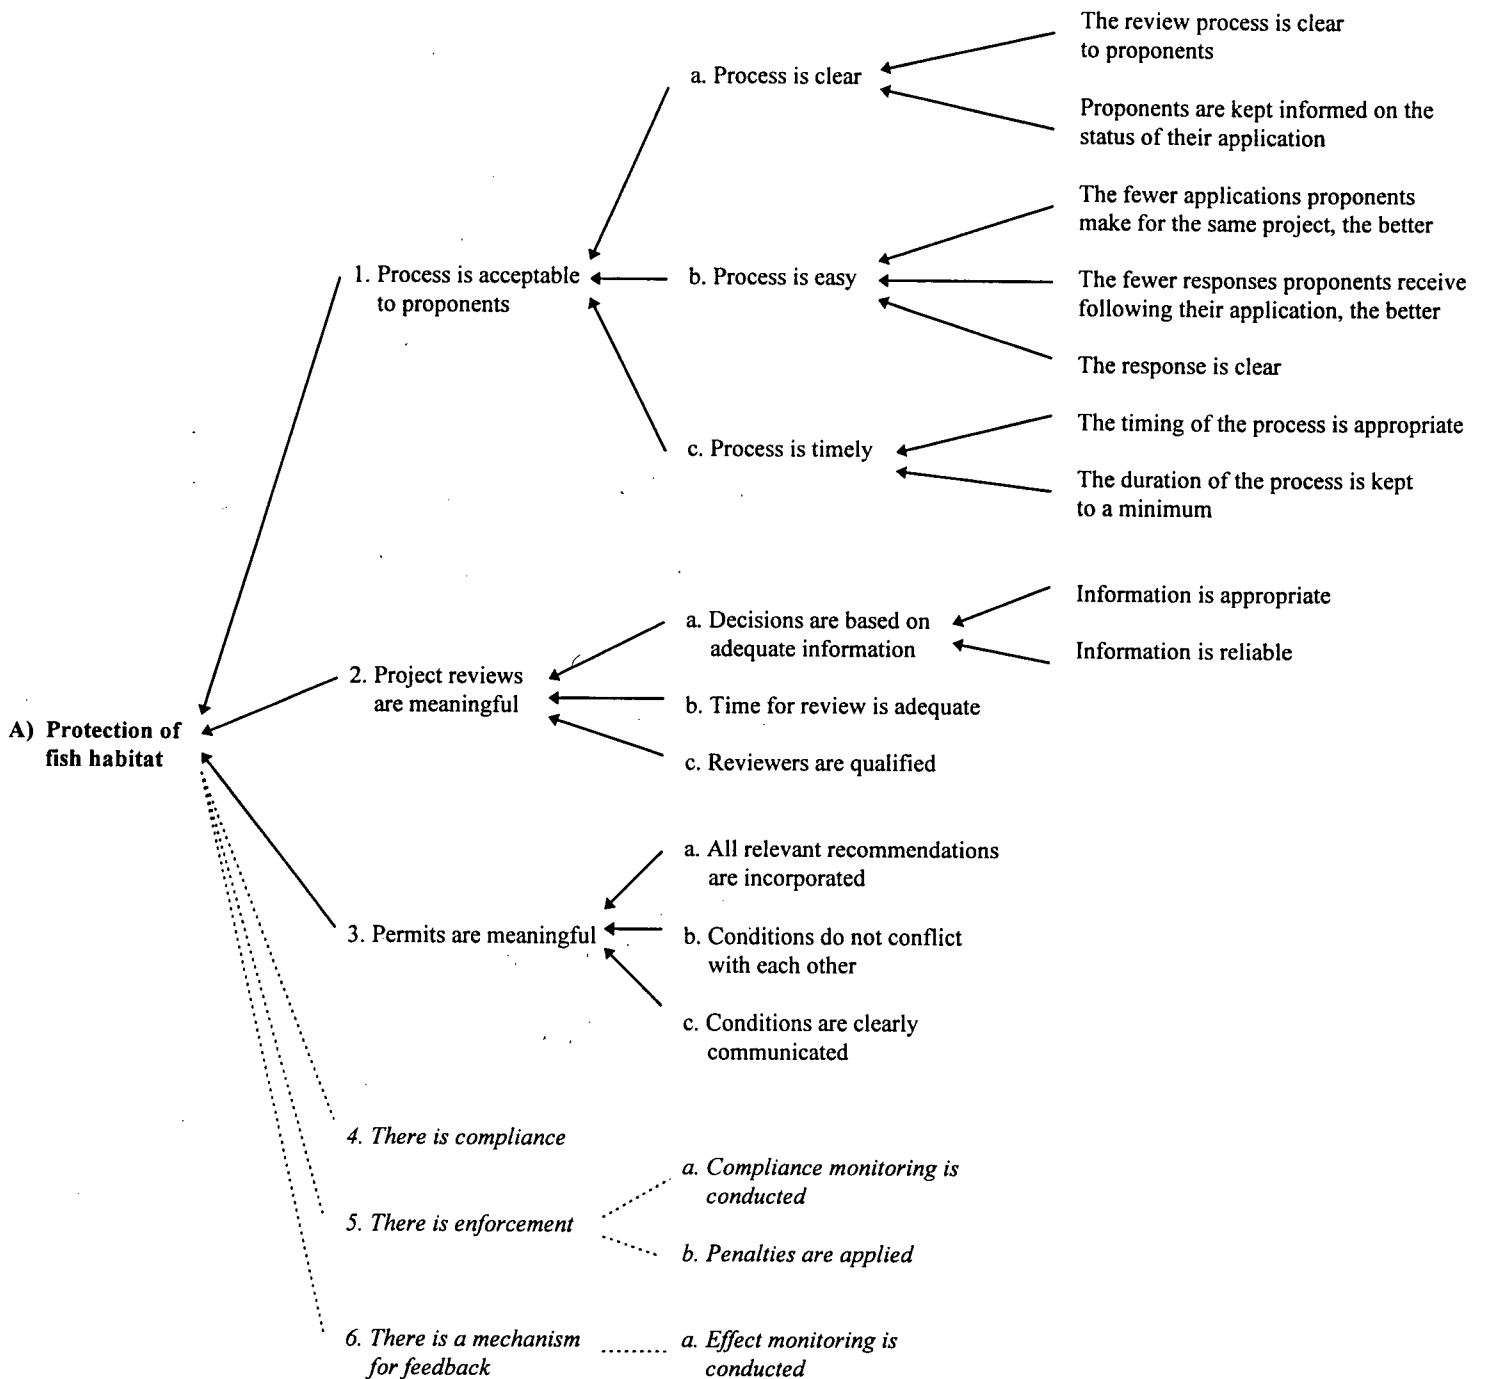 The review process is clear
to proponents
a. Process is clear
Proponents are kept informed on the
status of their application
The fewer applications proponents
make for the same project, the better
1. Process is acceptable
to proponents
b. Process is easy
The fewer responses proponents receive
following their application, the better
The response is clear
The timing of the process is appropriate
c. Process is timely
The duration of the process is kept
to a minimum
Information is appropriate
a. Decisions are based on
adequate information
Information is reliable
2. Project reviews
are meaningful
b. Time for review is adequate
A) Protection of
fish habitat
c. Reviewers are qualified
a. All relevant recommendations
are incorporated
3. Permits are meaningful
b. Conditions do not conflict
with each other
c. Conditions are clearly
communicated
4. There is compliance
a. Compliance monitoring is
conducted
5. There is enforcement
b. Penalties are applied
6. There is a mechanism
for feedback
a. Effect monitoring is
conducted